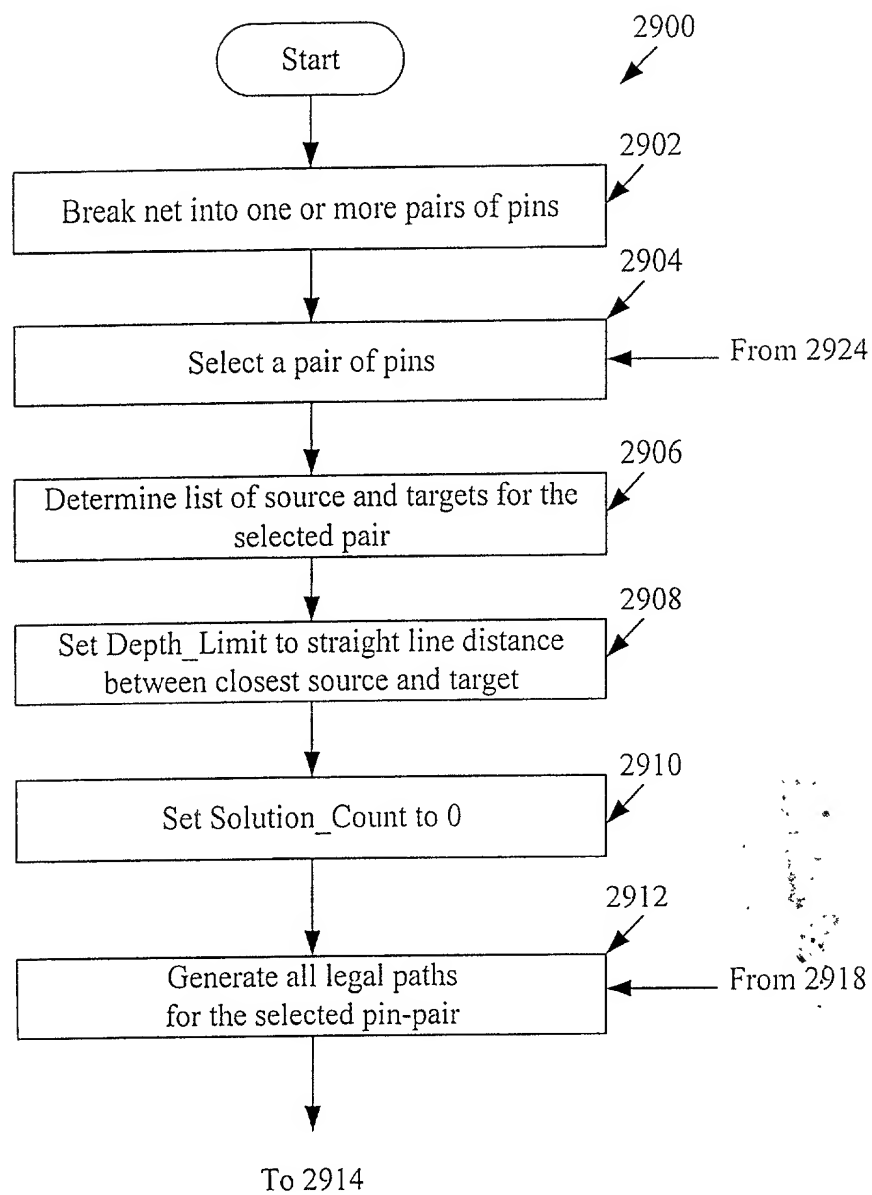 2900
Start
2902
Break net into one or more pairs of pins
2904
Select a pair of pins
From 2924
2906
Determine list of source and targets for the
selected pair
2908
Set Depth_Limit to straight line distance
between closest source and target
2910
Set Solution_Count to 0
2912
Generate all legal paths
for the selected pin-pair
From 2918
To 2914